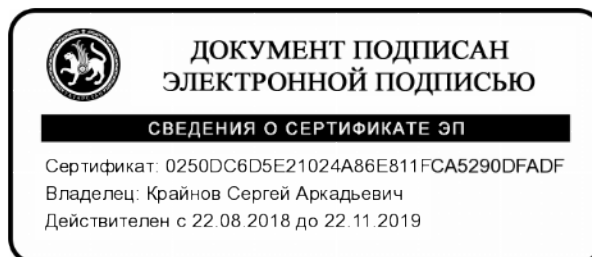 ДОКУМЕНТ ПОДПИСАН
ЭЛЕКТРОННОЙ ПОДПИСЬЮ
СВЕДЕНИЯ О СЕРТИФИКАТЕ ЭП
Сертификат: 0250DC6D5E21024A86E811FCA5290DFADF
Владелец: Крайнов Сергей Аркадьевич
Действителен с 22.08.2018 до 22.11.2019